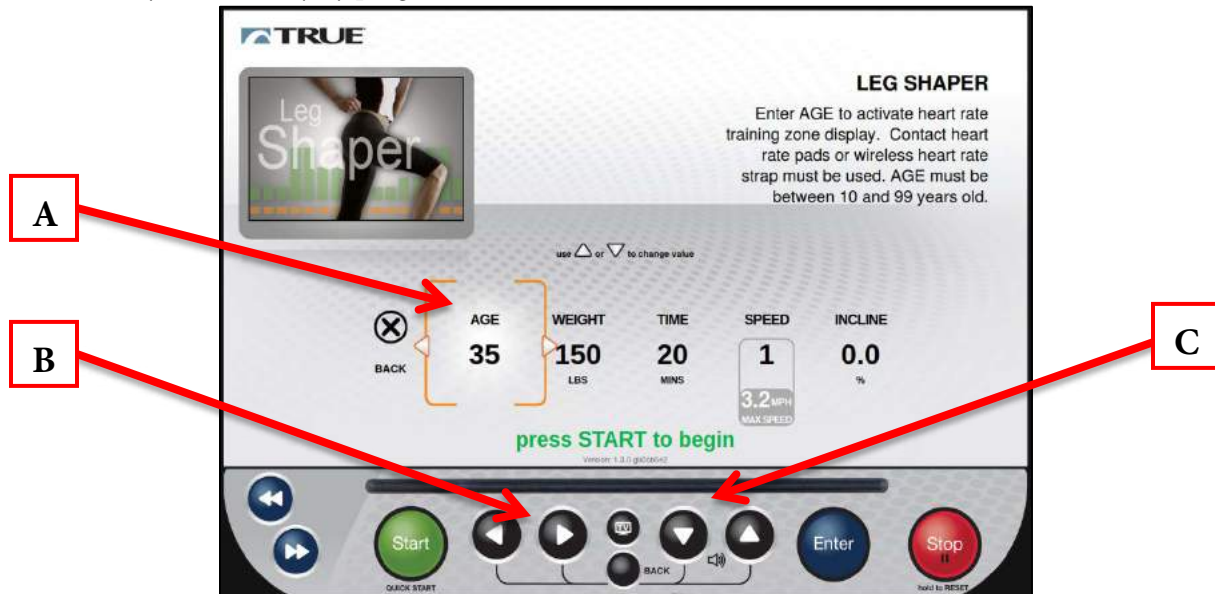 TRUE
Leg
Shaper
LEG SHAPER
Enter AGE to activate heart rate
training zone display. Contact heart
rate pads or wireless heart rate
strap must be used. AGE must be
between 10 and 99 years old.
A
use △ or ▽ to change value
B
C
BACK
AGE
35
WEIGHT
150
LBS
TIME
20
MINS
SPEED
1
3.2 MPH
MAX SPEED
INCLINE
0.0
%
press START to begin
Start
QUICK START
TV
BACK
Enter
Stop
hold to RESET